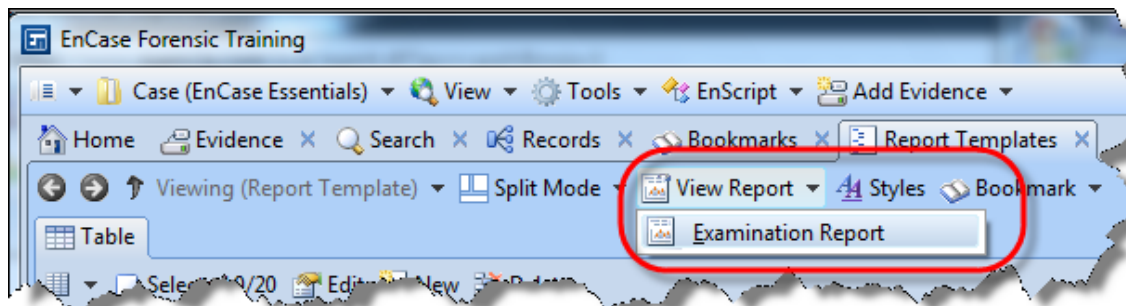 En EnCase Forensic Training
Case (EnCase Essentials) View Tools EnScript Add Evidence
Home Evidence Search Records Bookmarks Report Templates
Viewing (Report Template) Split Mode View Report Styles Bookmark
Examination Report
Table